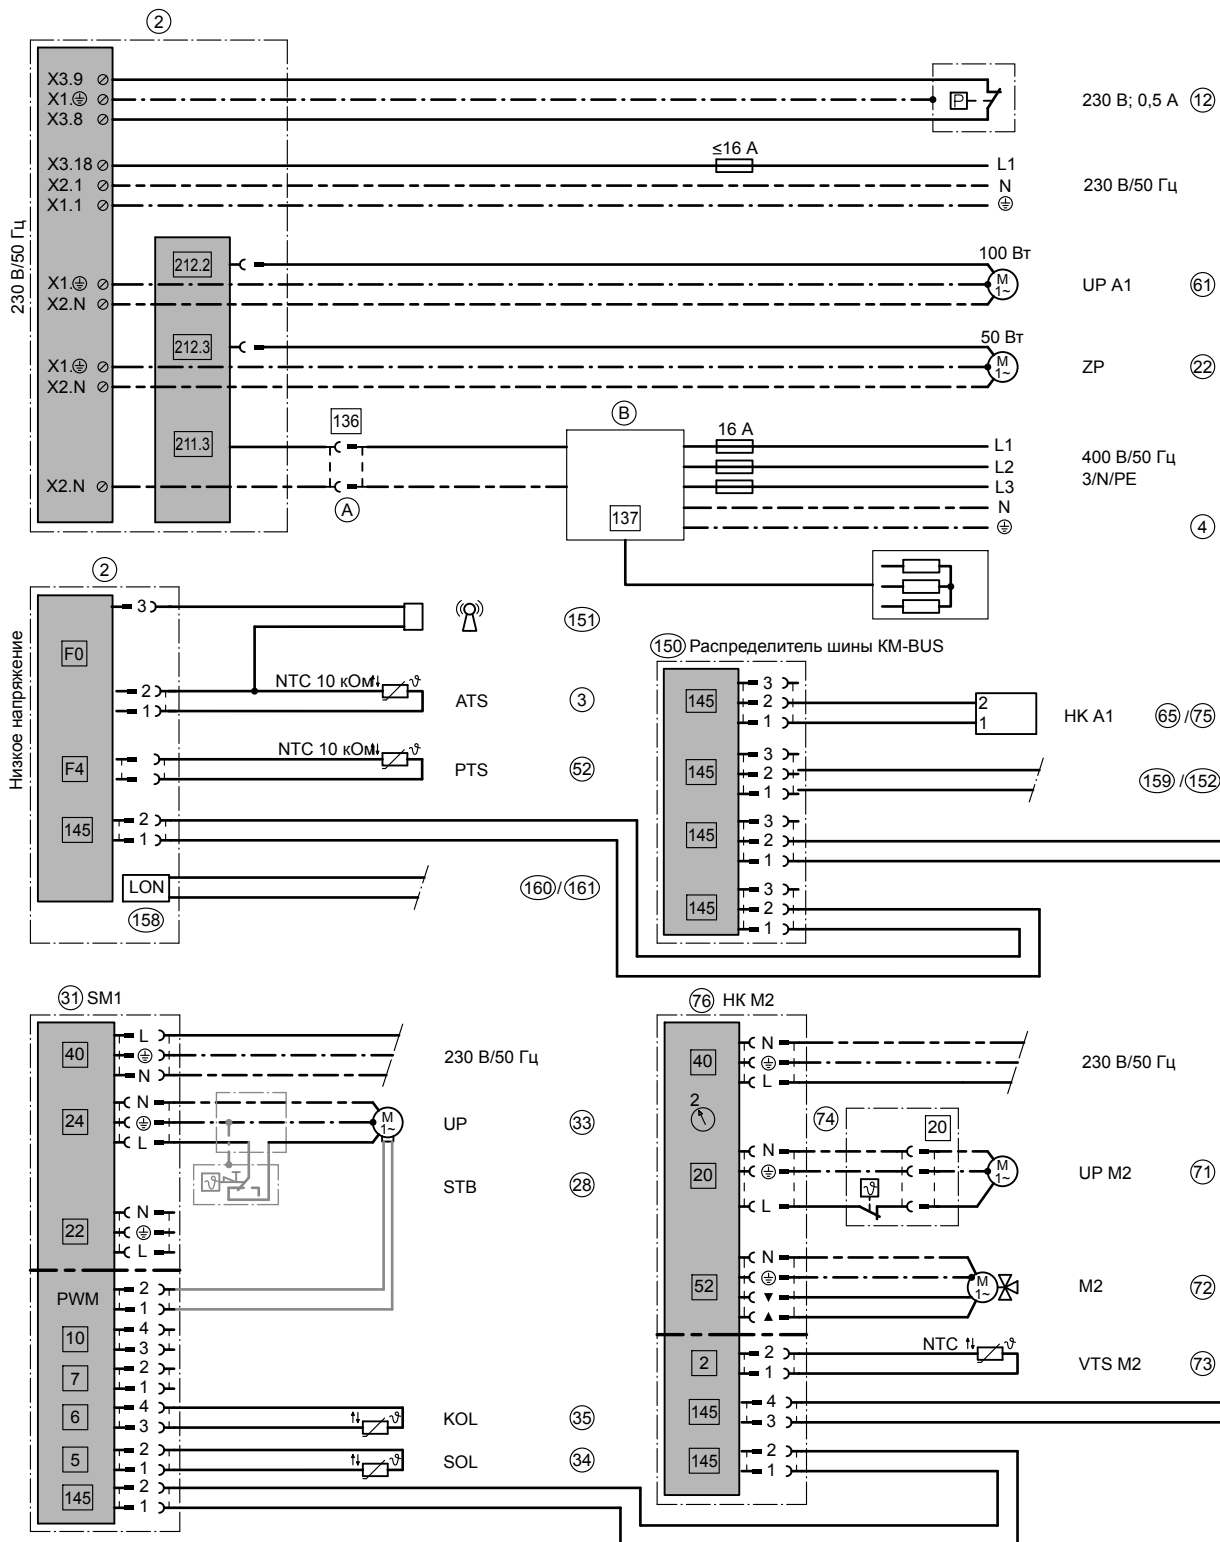 2
230 В/50 Гц
X3.9
X1.
X3.8
P
230 В; 0,5 А 12
X3.18
≤16 А
L1
X2.1
N
230 В/50 Гц
X1.1
212.2
100 Вт
X1.
M
1~
UP A1 61
X2.N
212.3
50 Вт
X1.
M
1~
ZP 22
X2.N
136
B
211.3
16 А
L1
L2
400 В/50 Гц
3/N/PE
X2.N
L3
A
137
N
4
2
Низкое напряжение
3
151
F0
2
NTC 10 кОм
ϑ
ATS 3
1
F4
NTC 10 кОм
ϑ
PTS 52
145
2
1
LON
158
160/161
150 Распределитель шины KM-BUS
145
3
2
1
2
1
НК A1 65/75
145
3
2
1
159/152
145
3
2
1
145
3
2
1
31 SM1
40
L
N
230 В/50 Гц
24
N
L
M
1~
UP 33
ϑ
STB 28
22
N
L
PWM
2
1
10
4
3
7
2
1
6
4
3
ϑ
KOL 35
5
2
1
ϑ
SOL 34
145
2
1
76 НК M2
40
N
L
230 В/50 Гц
2
74
20
20
N
L
ϑ
M
1~
UP M2 71
52
N
M
1~
M2 72
2
2
1
NTC
ϑ
VTS M2 73
145
4
3
145
2
1